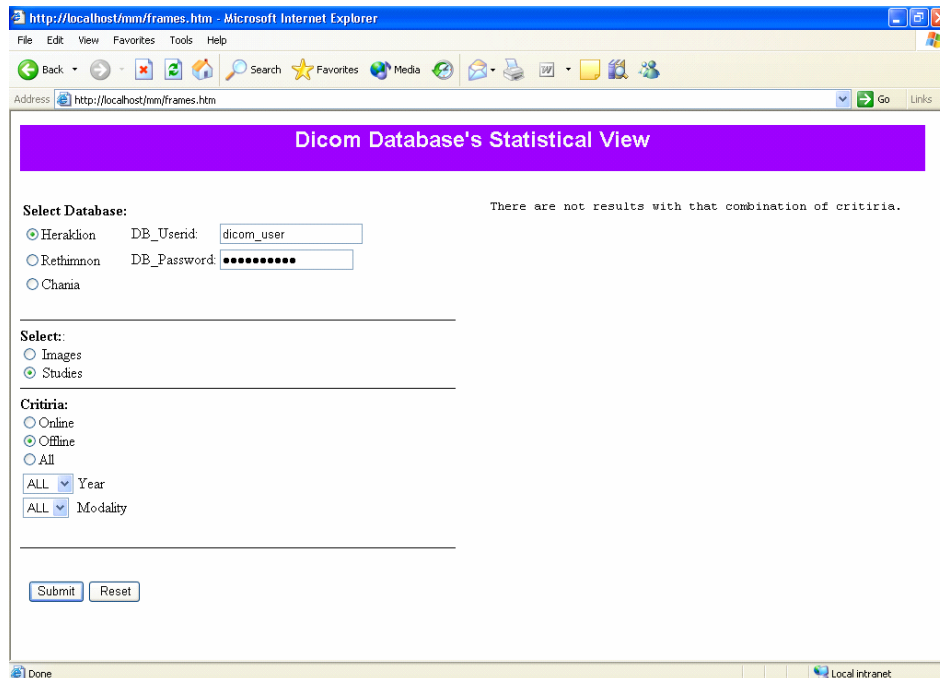 http://localhost/mm/frames.htm - Microsoft Internet Explorer
File Edit View Favorites Tools Help
Back Search Favorites Media
Address http://localhost/mm/frames.htm Go Links
Dicom Database's Statistical View
Select Database:
Heraklion DB_Userid: dicom_user
Rethimnon DB_Password: ●●●●●●●●●●
Chania
There are not results with that combination of critiria.
Select::
Images
Studies
Critiria:
Online
Offline
All
ALL Year
ALL Modality
Submit Reset
Done Local intranet